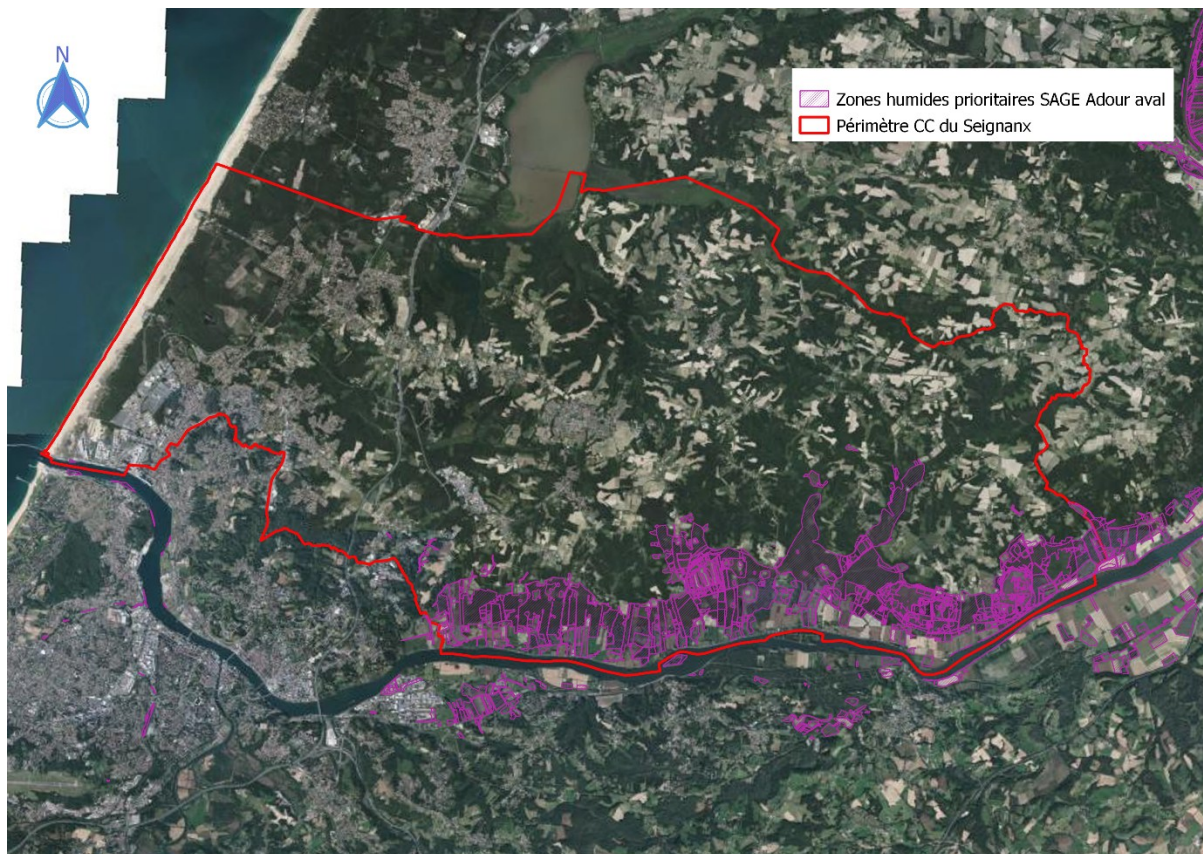 N
Zones humides prioritaires SAGE Adour aval
Périmètre CC du Seignanx